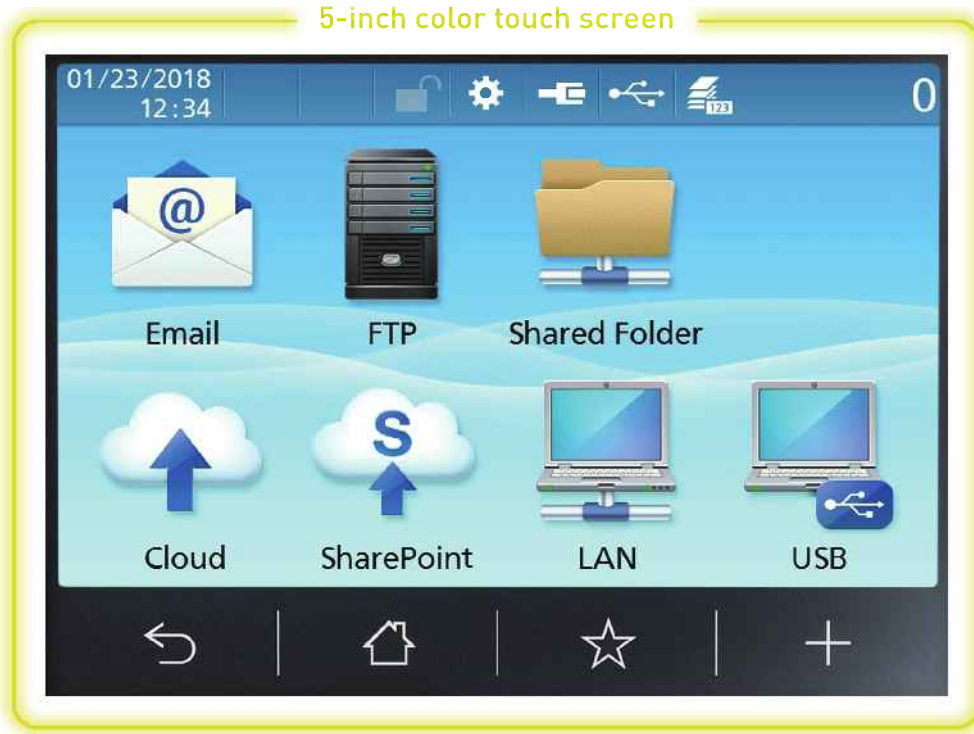 5-inch color touch screen
01/23/2018
12:34
123
0
@
Email
FTP
Shared Folder
S
Cloud
SharePoint
LAN
USB